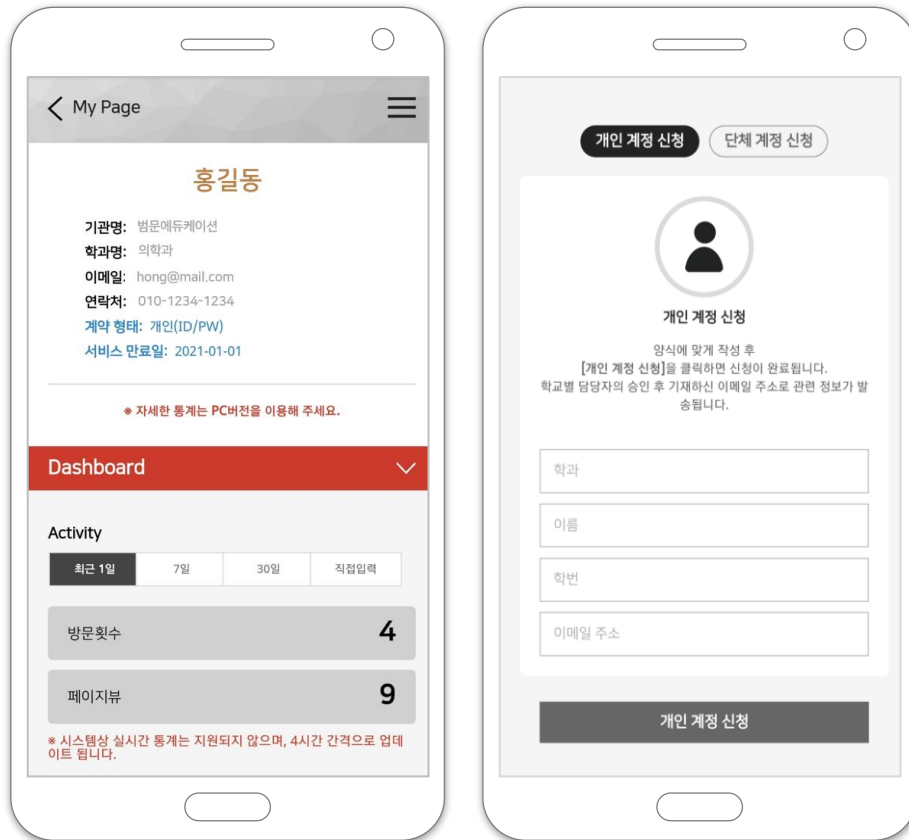 My Page
홍길동
기관명: 범문에듀케이션
학과명: 의학과
이메일: hong@mail.com
연락처: 010-1234-1234
계약 형태: 개인(ID/PW)
서비스 만료일: 2021-01-01
※ 자세한 통계는 PC버전을 이용해 주세요.
Dashboard
Activity
최근 1일 7일 30일 직접입력
방문횟수 4
페이지뷰 9
※ 시스템상 실시간 통계는 지원되지 않으며, 4시간 간격으로 업데
이트 됩니다.
개인 계정 신청 단체 계정 신청
개인 계정 신청
양식에 맞게 작성 후
[개인 계정 신청]을 클릭하면 신청이 완료됩니다.
학교별 담당자의 승인 후 기재하신 이메일 주소로 관련 정보가 발
송됩니다.
학과
이름
학번
이메일 주소
개인 계정 신청